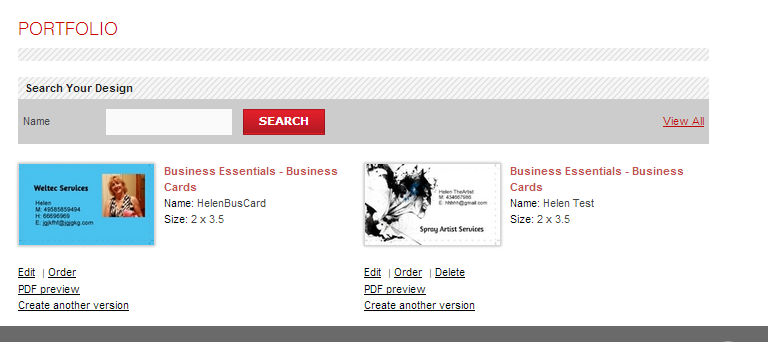 PORTFOLIO
Search Your Design
Name
SEARCH
View All
Weltec Services
Helen
M: 49585859494
H: 66696969
E: jgjkfhf@jgjgkg.com
Business Essentials - Business
Cards
Name: HelenBusCard
Size: 2 x 3.5
Edit | Order
PDF preview
Create another version
Helen TheArtist
M: 434667986
E: hhhhh@gmail.com
Spray Artist Services
Business Essentials - Business
Cards
Name: Helen Test
Size: 2 x 3.5
Edit | Order | Delete
PDF preview
Create another version